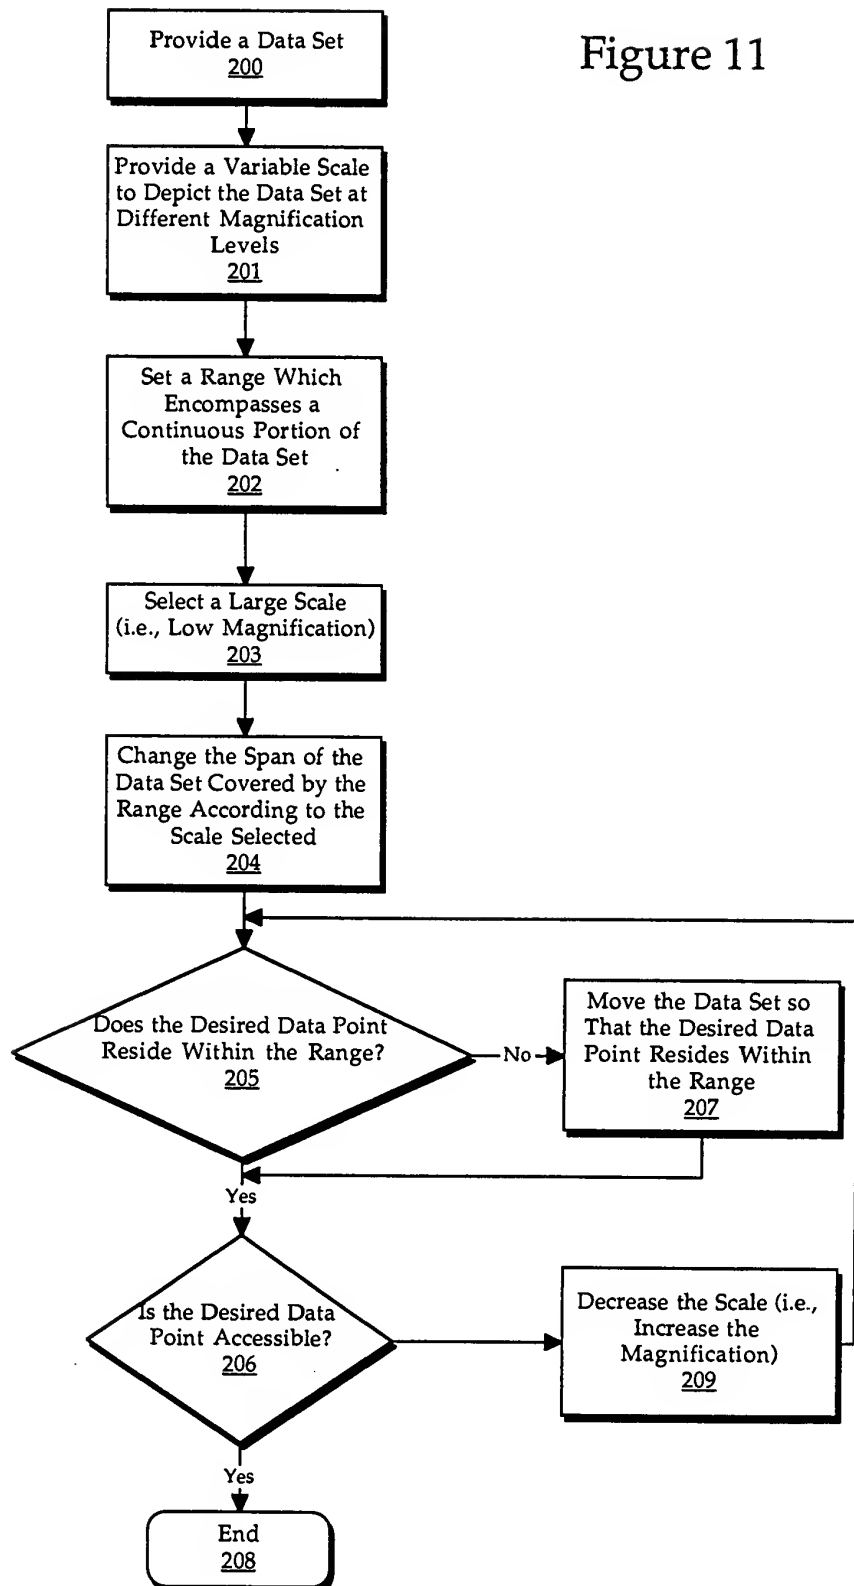 Figure 11
Provide a Data Set
200
Provide a Variable Scale
to Depict the Data Set at
Different Magnification
Levels
201
Set a Range Which
Encompasses a
Continuous Portion of
the Data Set
202
Select a Large Scale
(i.e., Low Magnification)
203
Change the Span of the
Data Set Covered by the
Range According to the
Scale Selected
204
Does the Desired Data Point
Reside Within the Range?
205
No
Move the Data Set so
That the Desired Data
Point Resides Within
the Range
207
Yes
Is the Desired Data
Point Accessible?
206
Decrease the Scale (i.e.,
Increase the
Magnification)
209
Yes
End
208